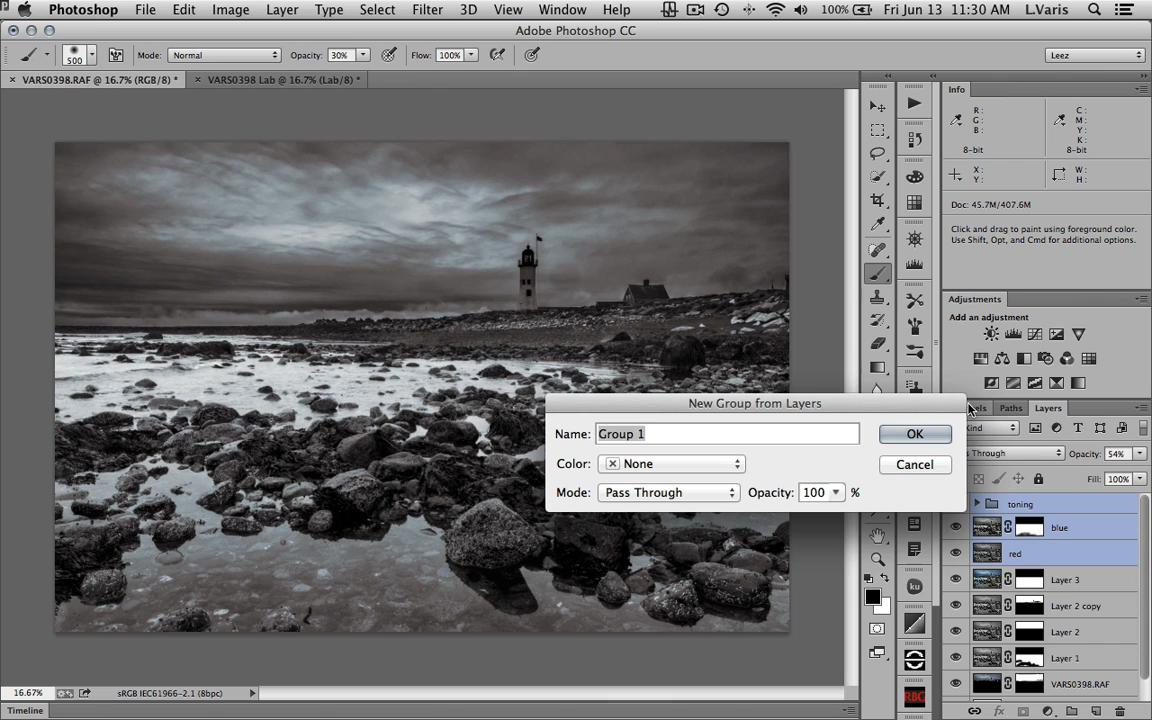 Photoshop File Edit Image Layer Type Select Filter 3D View Window Help 100% Fri Jun 13 11:30 AM L.Varis
Adobe Photoshop CC
500 Mode: Normal Opacity: 30% Flow: 100% Leez
× VARS0398.RAF @ 16.7% (RGB/8) * × VARS0398 Lab @ 16.7% (Lab/8) *
Info
R: C:
G: M:
B: Y:
K:
8-bit 8-bit
X: W:
Y: H:
Doc: 45.7M/407.6M
Click and drag to paint using foreground color.
Use Shift, Opt, and Cmd for additional options.
Adjustments
Add an adjustment
New Group from Layers
Paths Layers
Name: Group 1 OK
Kind
Through Opacity: 54%
Color: None Cancel
Fill: 100%
Mode: Pass Through Opacity: 100 %
toning
blue
red
Layer 3
ku
Layer 2 copy
Layer 2
Layer 1
VARS0398.RAF
RBG
16.67% sRGB IEC61966-2.1 (8bpc)
fx
Timeline